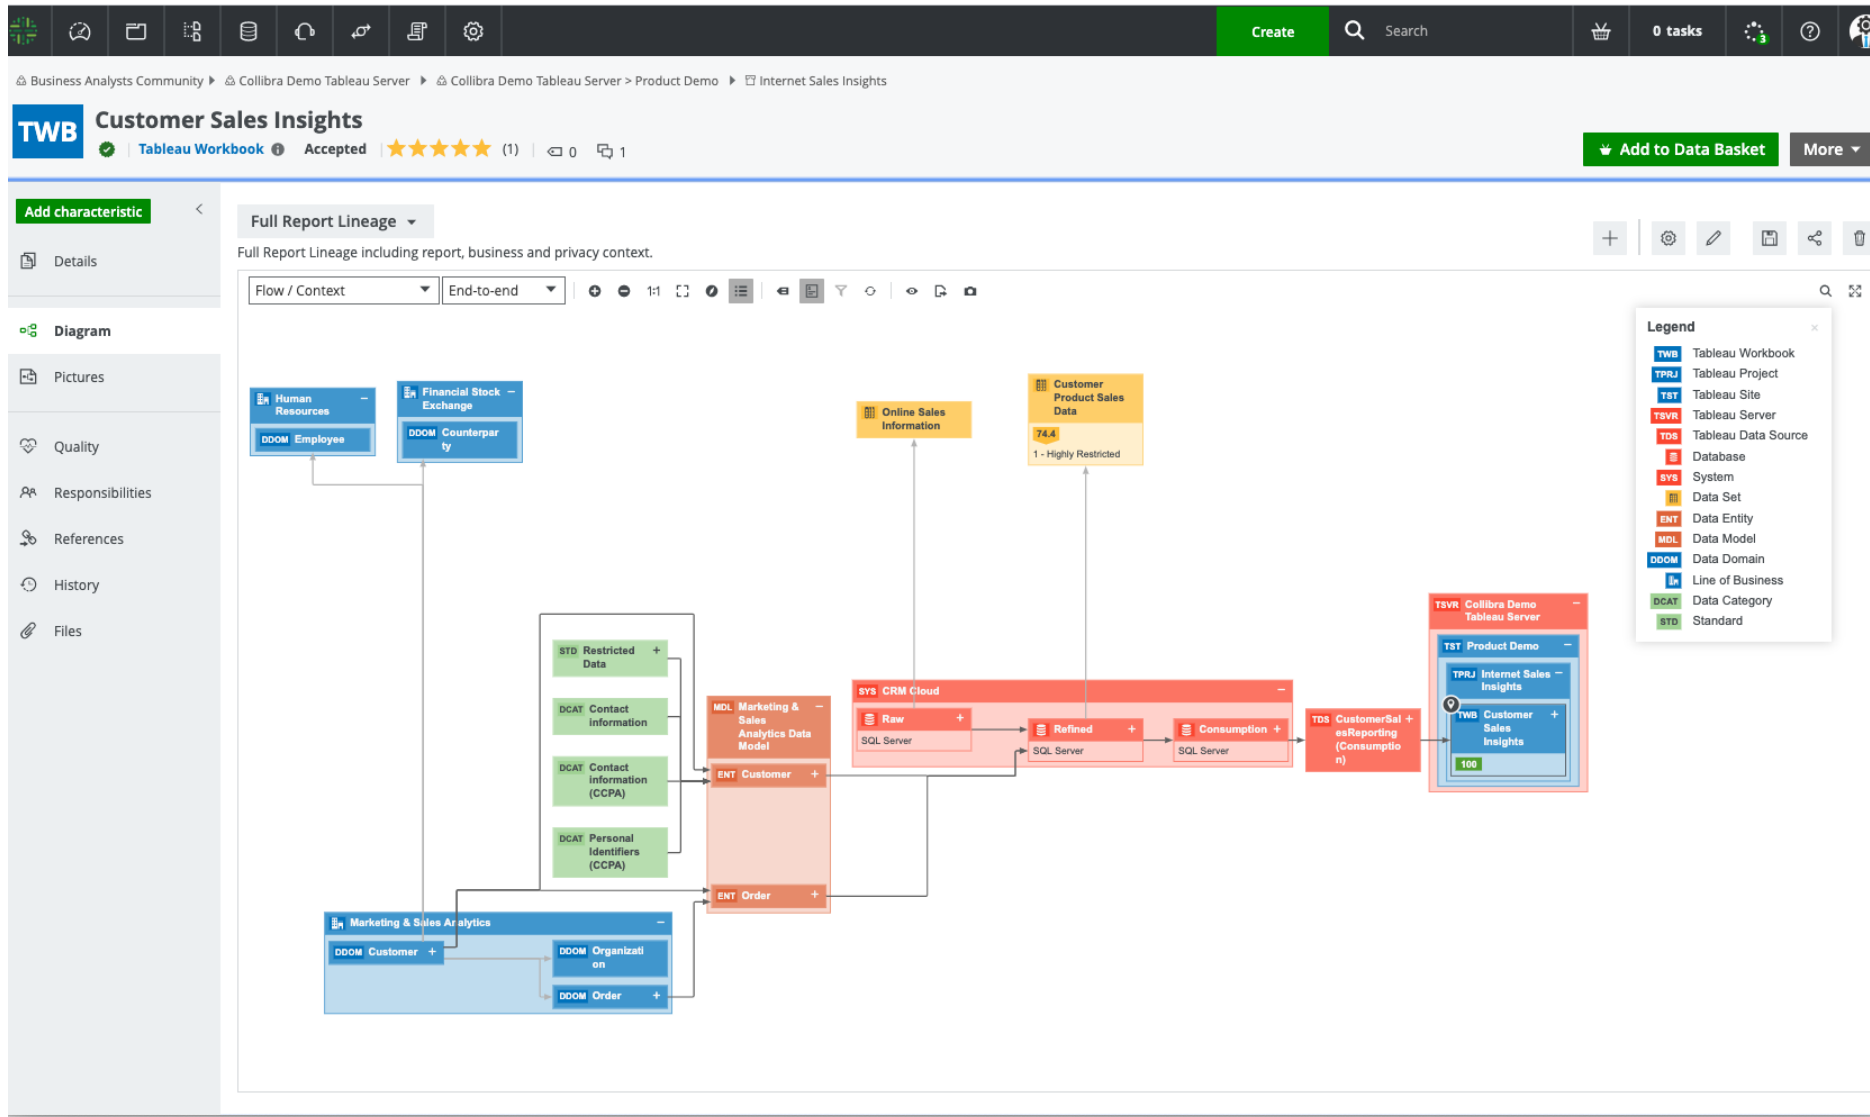 Create
Search
0 tasks
3
Business Analysts Community
Collibra Demo Tableau Server
Collibra Demo Tableau Server > Product Demo
Internet Sales Insights
TWB
Customer Sales Insights
Tableau Workbook
Accepted
(1)
0
1
Add to Data Basket
More
Add characteristic
Details
Diagram
Pictures
Quality
Responsibilities
References
History
Files
Full Report Lineage
Full Report Lineage including report, business and privacy context.
Flow / Context
End-to-end
1:1
Legend
TWB Tableau Workbook
TPRJ Tableau Project
TST Tableau Site
TSVR Tableau Server
TDS Tableau Data Source
Database
SYS System
Data Set
ENT Data Entity
MDL Data Model
DDOM Data Domain
Line of Business
DCAT Data Category
STD Standard
Human
Resources
DDOM Employee
Financial Stock
Exchange
DDOM Counterpar
ty
Online Sales
Information
Customer
Product Sales
Data
74.4
1 - Highly Restricted
STD Restricted
Data
DCAT Contact
information
DCAT Contact
information
(CCPA)
DCAT Personal
Identifiers
(CCPA)
MDL Marketing &
Sales
Analytics Data
Model
ENT Customer
ENT Order
SYS CRM Cloud
Raw
SQL Server
Refined
SQL Server
Consumption
SQL Server
TDS CustomerSal
esReporting
(Consumptio
n)
TSVR Collibra Demo
Tableau Server
TST Product Demo
TPRJ Internet Sales
Insights
TWB Customer
Sales
Insights
100
Marketing & Sales Analytics
DDOM Customer
DDOM Organizati
on
DDOM Order